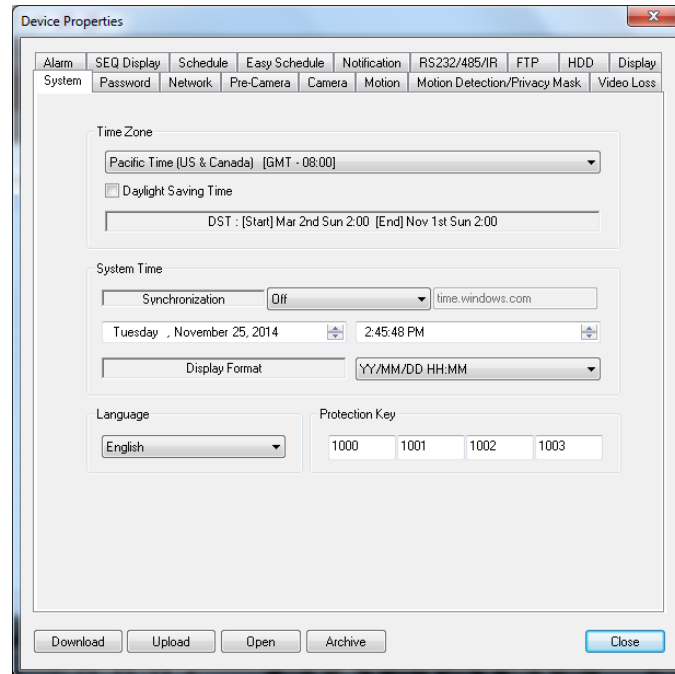 Device Properties
Alarm SEQ Display Schedule Easy Schedule Notification RS232/485/IR FTP HDD Display
System Password Network Pre-Camera Camera Motion Motion Detection/Privacy Mask Video Loss
Time Zone
Pacific Time (US & Canada) [GMT - 08:00]
Daylight Saving Time
DST : [Start] Mar 2nd Sun 2:00 [End] Nov 1st Sun 2:00
System Time
Synchronization Off time.windows.com
Tuesday , November 25, 2014 2:45:48 PM
Display Format YY/MM/DD HH:MM
Language Protection Key
English 1000 1001 1002 1003
Download Upload Open Archive Close